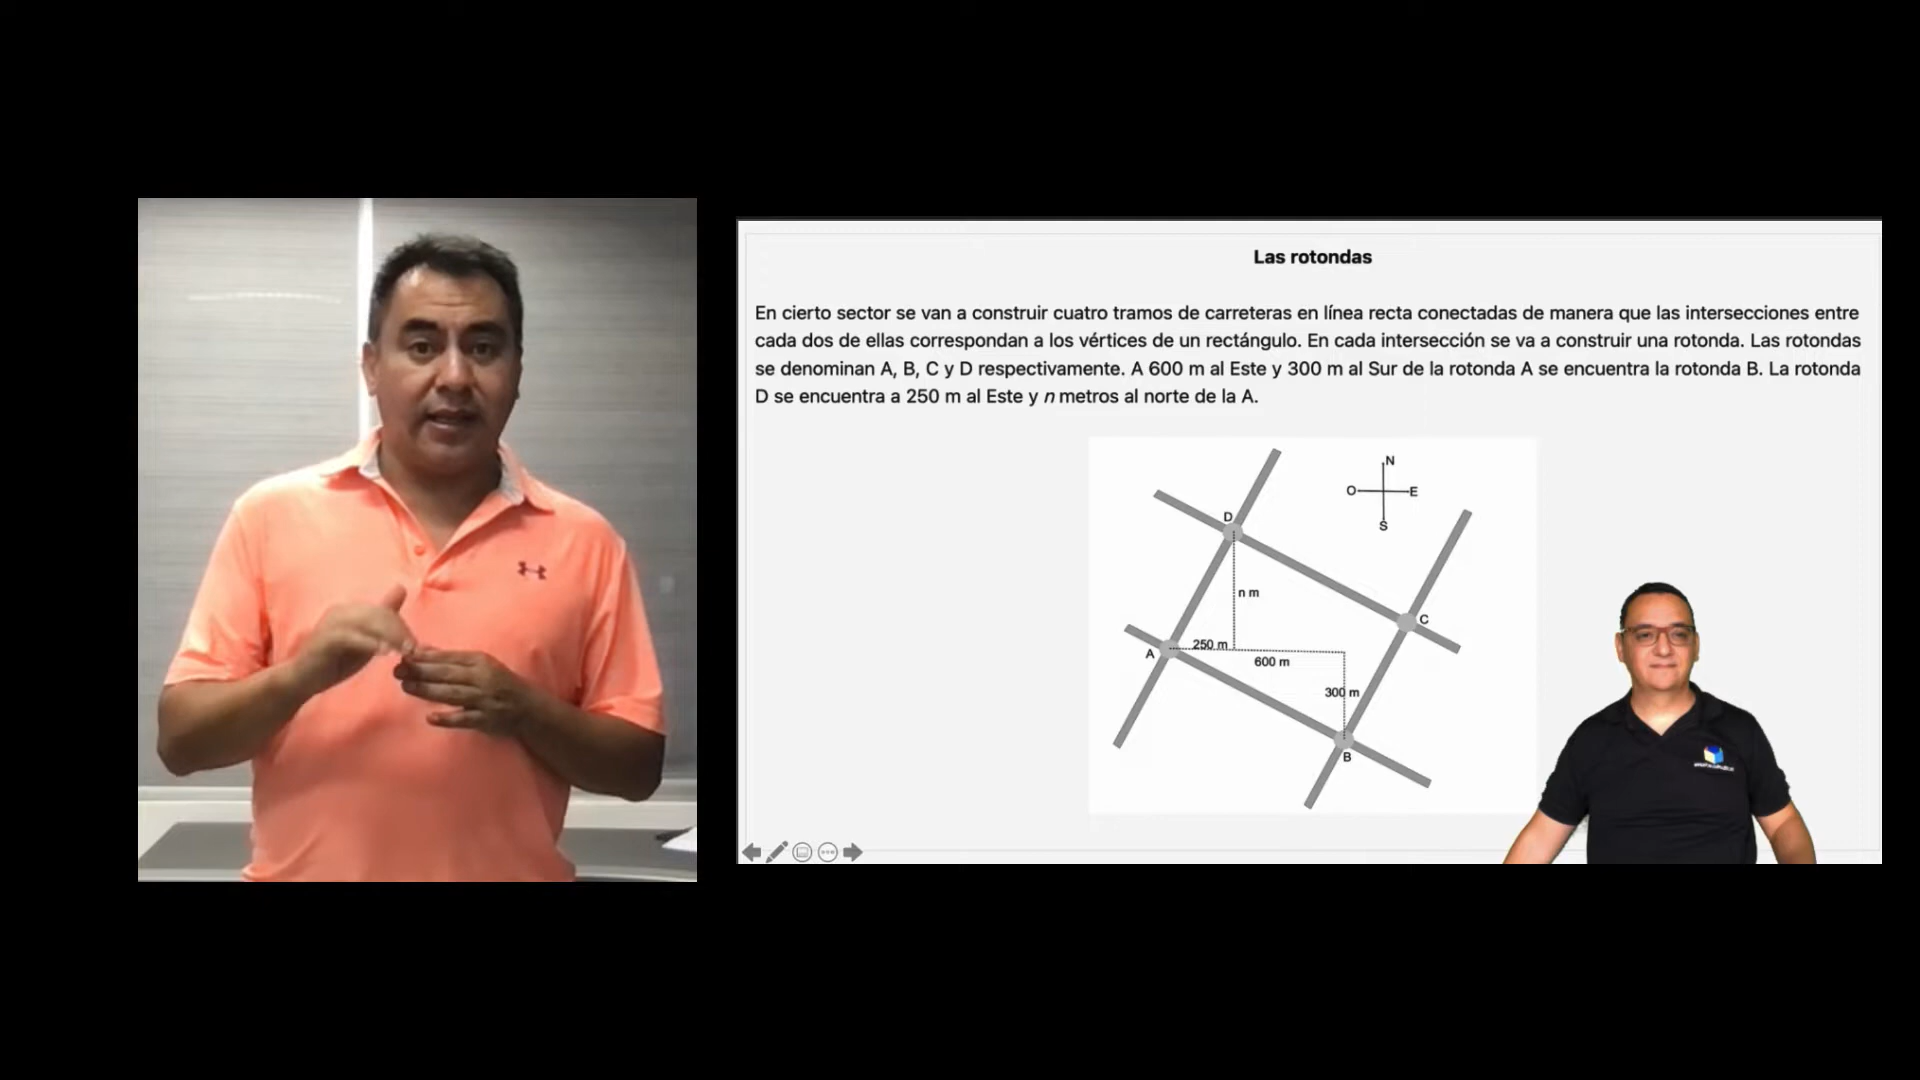 Las rotondas
En cierto sector se van a construir cuatro tramos de carreteras en línea recta conectadas de manera que las intersecciones entre
cada dos de ellas correspondan a los vértices de un rectángulo. En cada intersección se va a construir una rotonda. Las rotondas
se denominan A, B, C y D respectivamente. A 600 m al Este y 300 m al Sur de la rotonda A se encuentra la rotonda B. La rotonda
D se encuentra a 250 m al Este y n metros al norte de la A.
N
O
E
S
D
n m
C
250 m
A
600 m
300 m
B